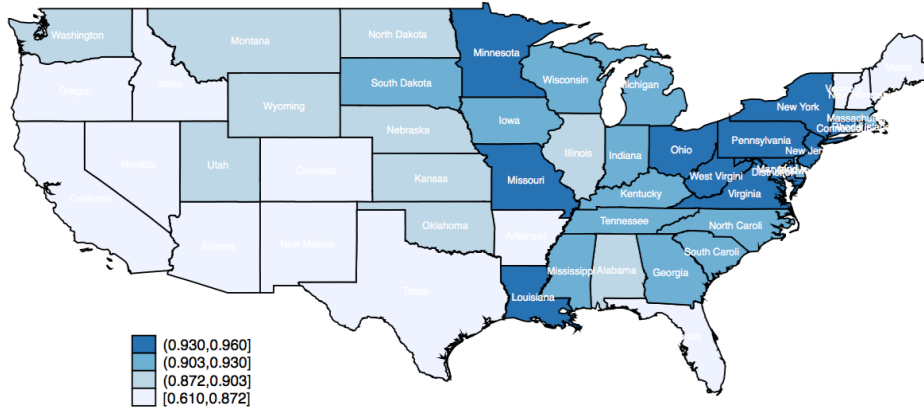 Washington
Montana
North Dakota
Minnesota
Oregon
Idaho
South Dakota
Wisconsin
Michigan
Wyoming
Iowa
New York
Massachus
Nebraska
Pennsylvania
New Jer
Nevada
Utah
Colorado
Illinois
Indiana
Ohio
California
Kansas
Missouri
West Virgini
Virginia
Kentucky
Arizona
New Mexico
Oklahoma
Arkansas
Tennessee
North Caroli
South Caroli
Texas
Louisiana
Mississipp
Alabama
Georgia
(0.930,0.960]
(0.903,0.930]
(0.872,0.903]
[0.610,0.872]